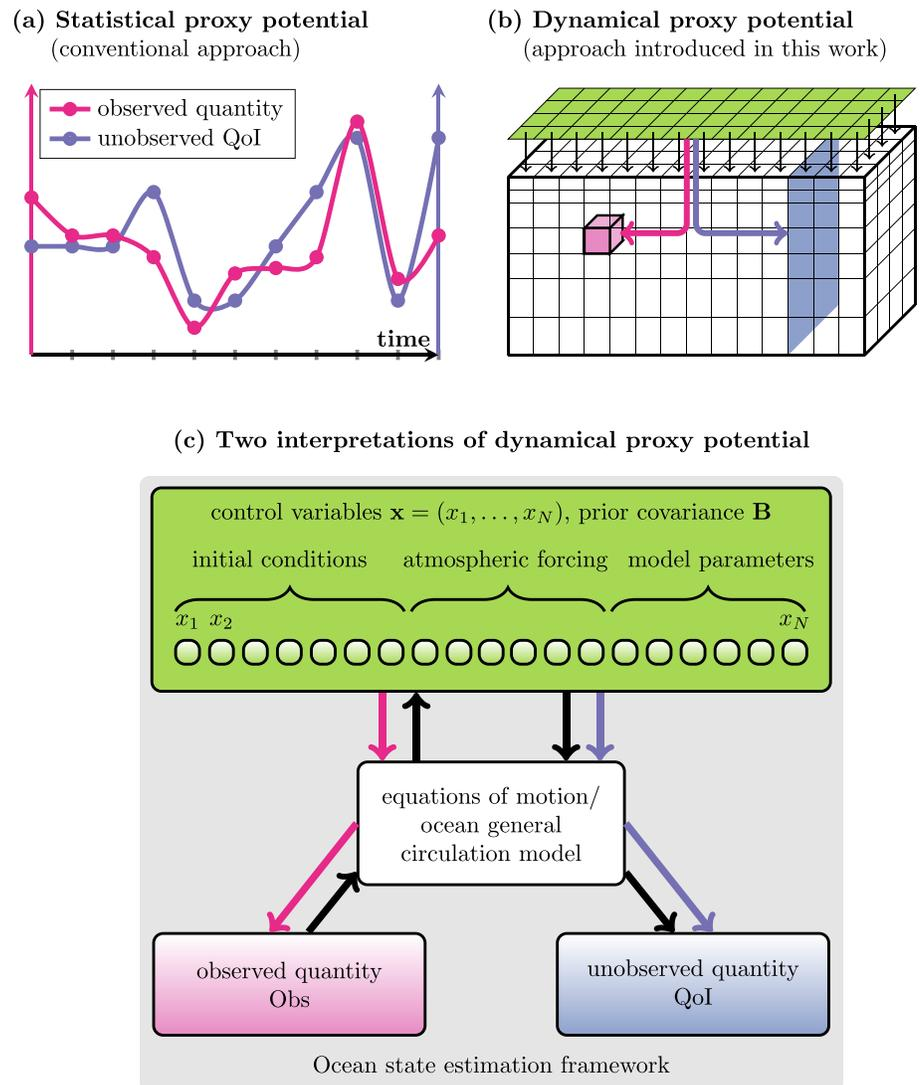 (a) Statistical proxy potential
(conventional approach)
observed quantity
unobserved QoI
time
(b) Dynamical proxy potential
(approach introduced in this work)
(c) Two interpretations of dynamical proxy potential
control variables x = (x₁, . . . , x_N), prior covariance B
initial conditions atmospheric forcing model parameters
x₁ x₂ x_N
equations of motion/
ocean general
circulation model
observed quantity
Obs
unobserved quantity
QoI
Ocean state estimation framework